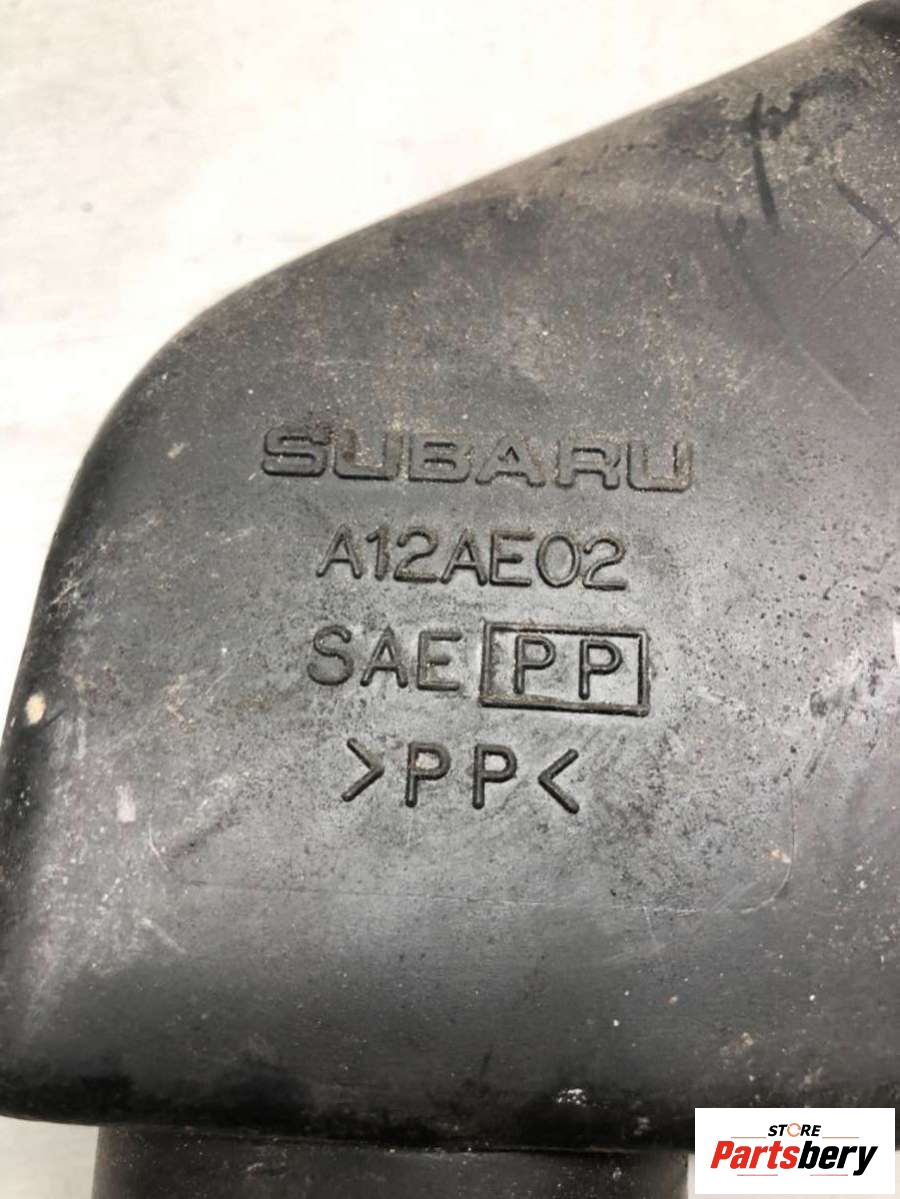 SUBARU
A12AE02
SAE PP
>PP<
STORE
Partsbery